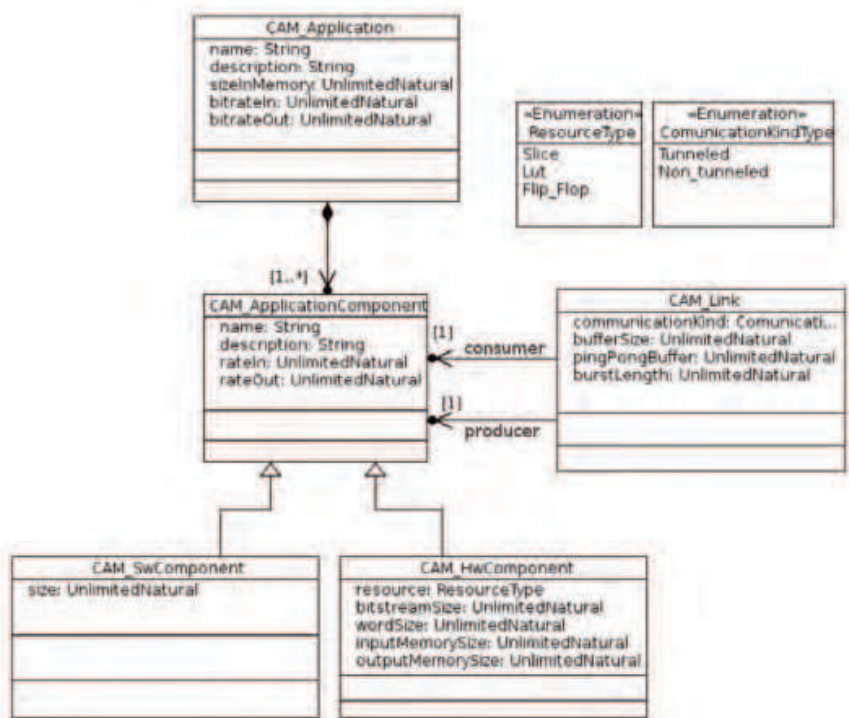 CAM_Application
name: String
description: String
sizeInMemory: UnlimitedNatural
bitrateIn: UnlimitedNatural
bitrateOut: UnlimitedNatural
«Enumeration»
ResourceType
Slice
Lut
Flip_Flop
«Enumeration»
ComunicationKindType
Tunneled
Non_tunneled
[1..*]
CAM_ApplicationComponent
name: String
description: String
rateIn: UnlimitedNatural
rateOut: UnlimitedNatural
[1]
consumer
[1]
producer
CAM_Link
communicationKind: Comunicati...
bufferSize: UnlimitedNatural
pingPongBuffer: UnlimitedNatural
burstLength: UnlimitedNatural
CAM_SwComponent
size: UnlimitedNatural
CAM_HwComponent
resource: ResourceType
bitstreamSize: UnlimitedNatural
wordSize: UnlimitedNatural
inputMemorySize: UnlimitedNatural
outputMemorySize: UnlimitedNatural